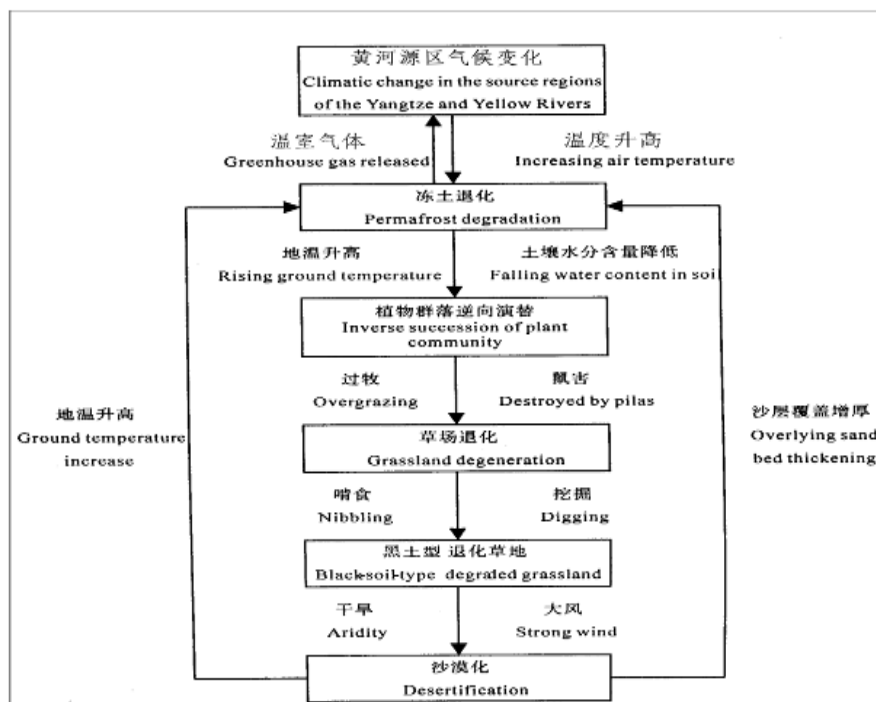 黄河源区气候变化
Climatic change in the source regions
of the Yangtze and Yellow Rivers
温室气体
Greenhouse gas released
温度升高
Increasing air temperature
冻土退化
Permafrost degradation
地温升高
Rising ground temperature
土壤水分含量降低
Falling water content in soil
植物群落逆向演替
Inverse succession of plant
community
过牧
Overgrazing
鼠害
Destroyed by pilas
地温升高
Ground temperature
increase
沙层覆盖增厚
Overlying sand
bed thickening
草场退化
Grassland degeneration
啃食
Nibbling
挖掘
Digging
黑土型 退化草地
Black-soil-type degraled grassland
干旱
Aridity
大风
Strong wind
沙漠化
Desertification